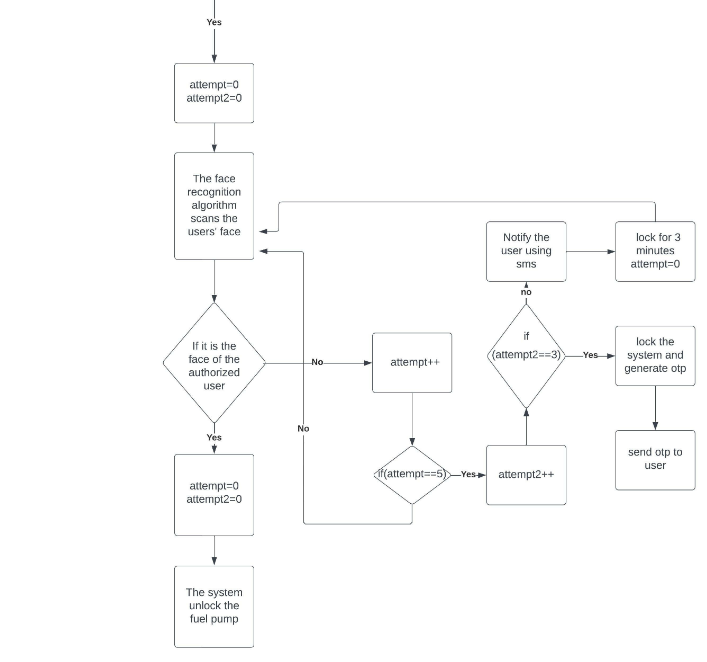 Yes
attempt=0
attempt2=0
The face
recognition
algorithm
scans the
users' face
If it is the
face of the
authorized
user
No
attempt++
No
if(attempt==5)
Yes
attempt2++
if
(attempt2==3)
no
Notify the
user using
sms
lock for 3
minutes
attempt=0
Yes
lock the
system and
generate otp
send otp to
user
Yes
attempt=0
attempt2=0
The system
unlock the
fuel pump